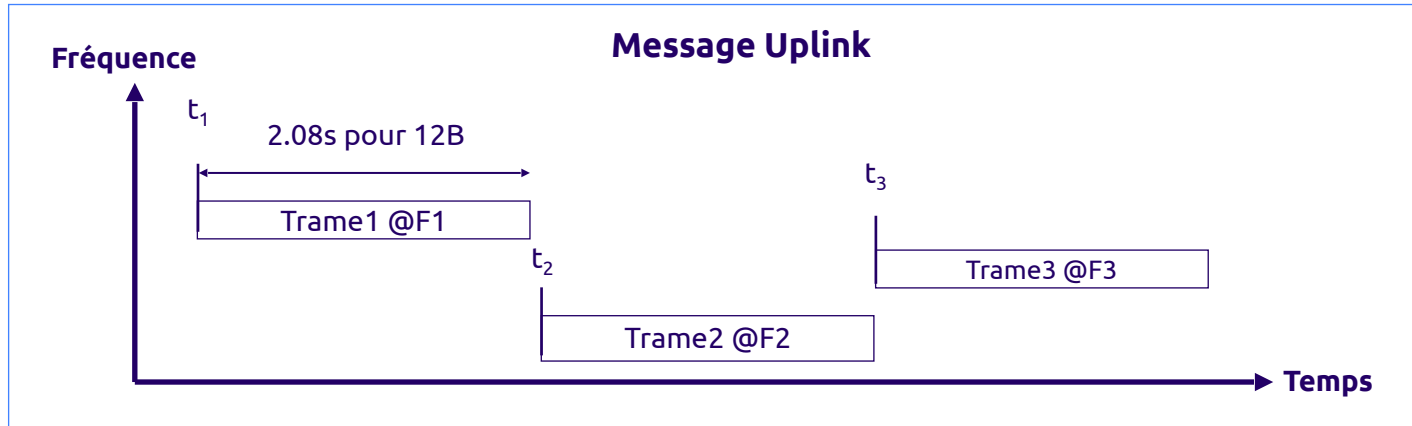 Message Uplink
Fréquence
t₁
2.08s pour 12B
t₃
Trame1 @F1
t₂
Trame3 @F3
Trame2 @F2
Temps